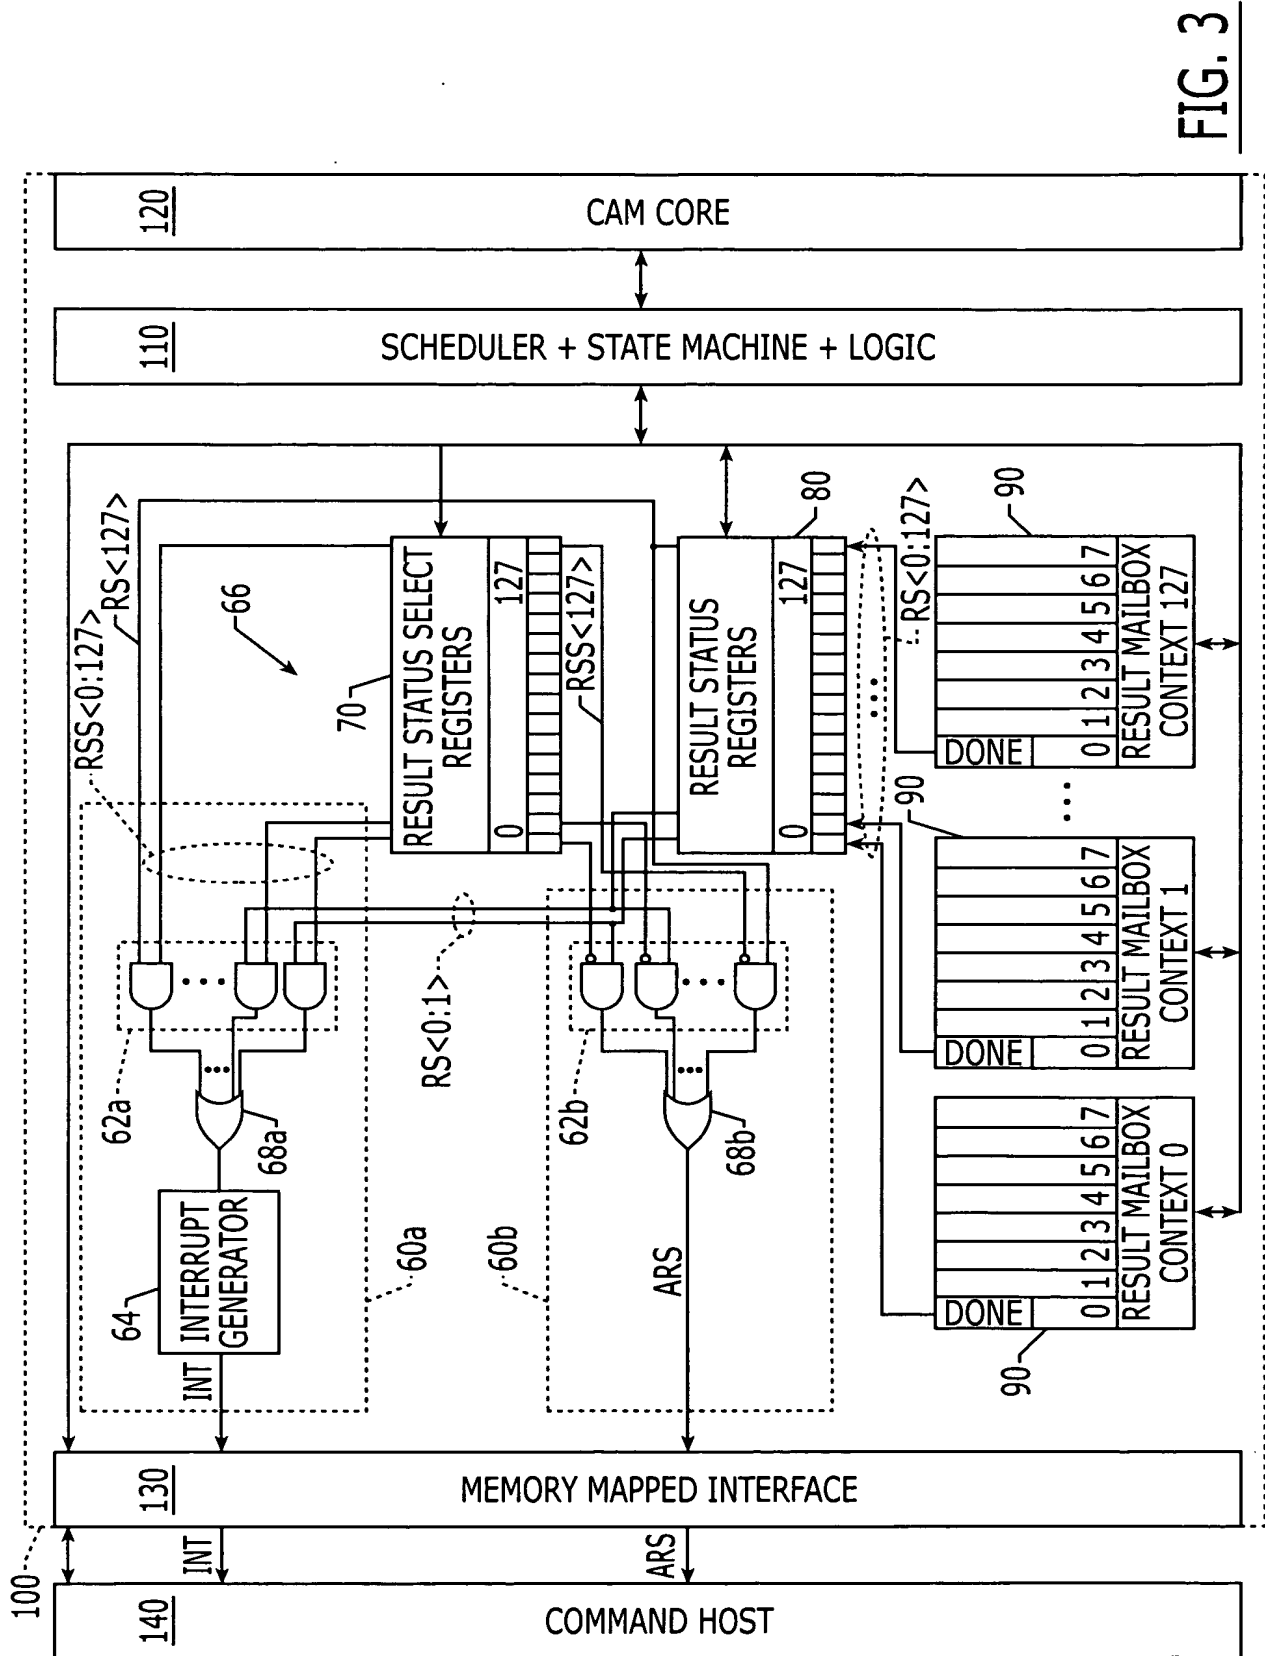 FIG. 3
100
140
COMMAND HOST
INT
ARS
130
MEMORY MAPPED INTERFACE
INT
64
INTERRUPT
GENERATOR
68a
62a
60a
RSS<0:127>
RS<127>
66
70
RESULT STATUS SELECT
REGISTERS
0 127
RSS<127>
RS<0:1>
60b
ARS
62b
68b
RESULT STATUS
REGISTERS
0 127
80
RS<0:127>
90
DONE
0 1 2 3 4 5 6 7
RESULT MAILBOX
CONTEXT 0
90
DONE
0 1 2 3 4 5 6 7
RESULT MAILBOX
CONTEXT 1
90
DONE
0 1 2 3 4 5 6 7
RESULT MAILBOX
CONTEXT 127
110
SCHEDULER + STATE MACHINE + LOGIC
120
CAM CORE